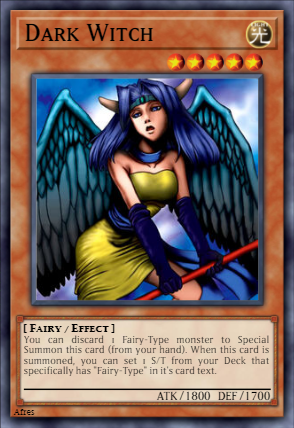 DARK WITCH
LIGHT
光
[ FAIRY / EFFECT ]
You can discard 1 Fairy-Type monster to Special
Summon this card (from your hand). When this card is
summoned, you can set 1 S/T from your Deck that
specifically has "Fairy-Type" in it's card text.
ATK/1800 DEF/1700
Afres